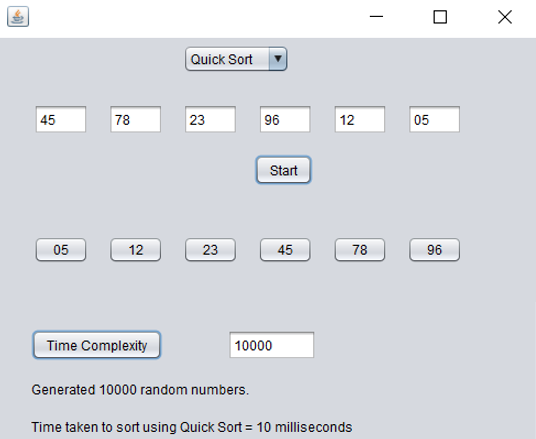 Quick Sort
45 78 23 96 12 05
Start
05 12 23 45 78 96
Time Complexity 10000
Generated 10000 random numbers.
Time taken to sort using Quick Sort = 10 milliseconds